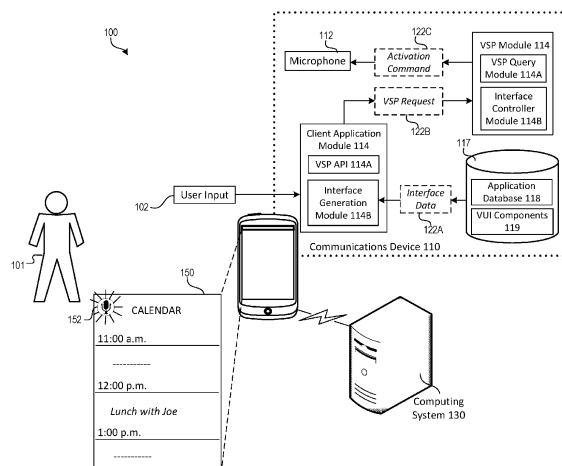 100
112
Microphone
122C
Activation
Command
VSP Module 114
VSP Query
Module 114A
Interface
Controller
Module 114B
VSP Request
122B
Client Application
Module 114
VSP API 114A
Interface
Generation
Module 114B
117
Application
Database 118
VUI Components
119
Interface
Data
122A
102
User Input
Communications Device 110
101
150
152
CALENDAR
11:00 a.m.
-----------
12:00 p.m.
Lunch with Joe
1:00 p.m.
-----------
Computing
System 130